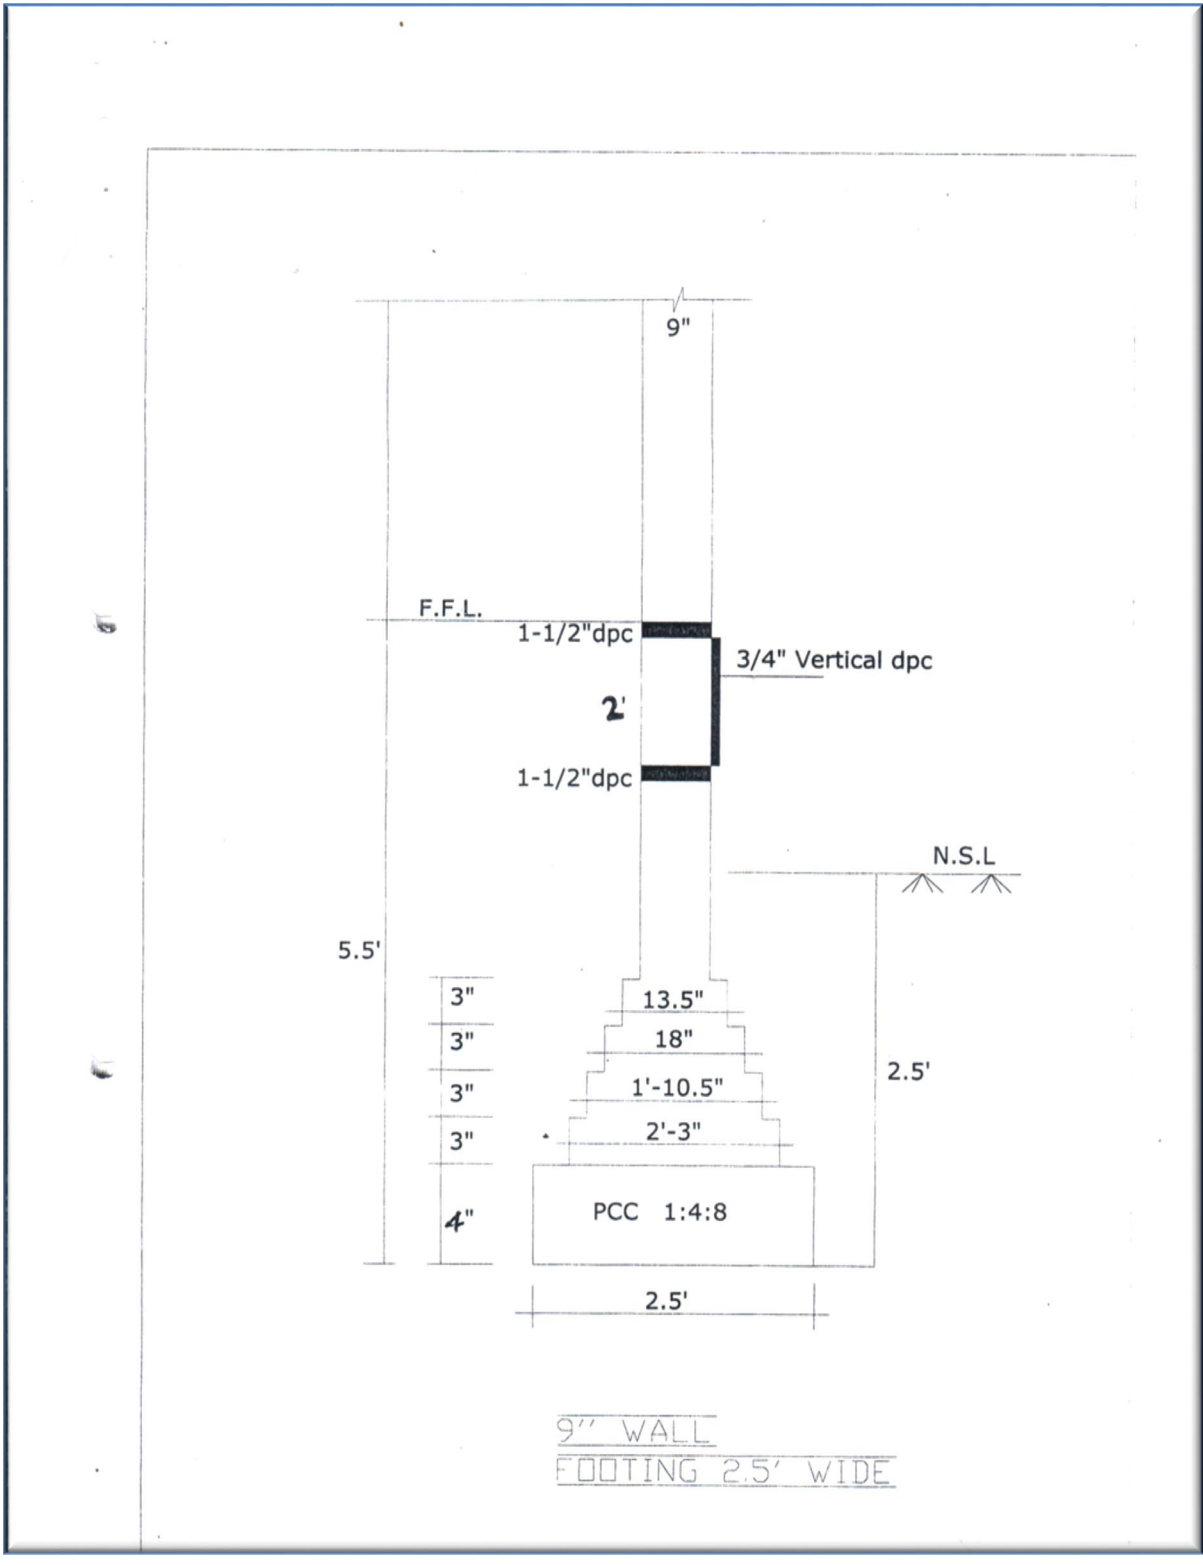 9"
F.F.L.
1-1/2"dpc
3/4" Vertical dpc
2'
1-1/2"dpc
N.S.L
5.5'
3"
13.5"
3"
18"
2.5'
3"
1'-10.5"
3"
2'-3"
4"
PCC 1:4:8
2.5'
9'' WALL
FOOTING 2.5' WIDE